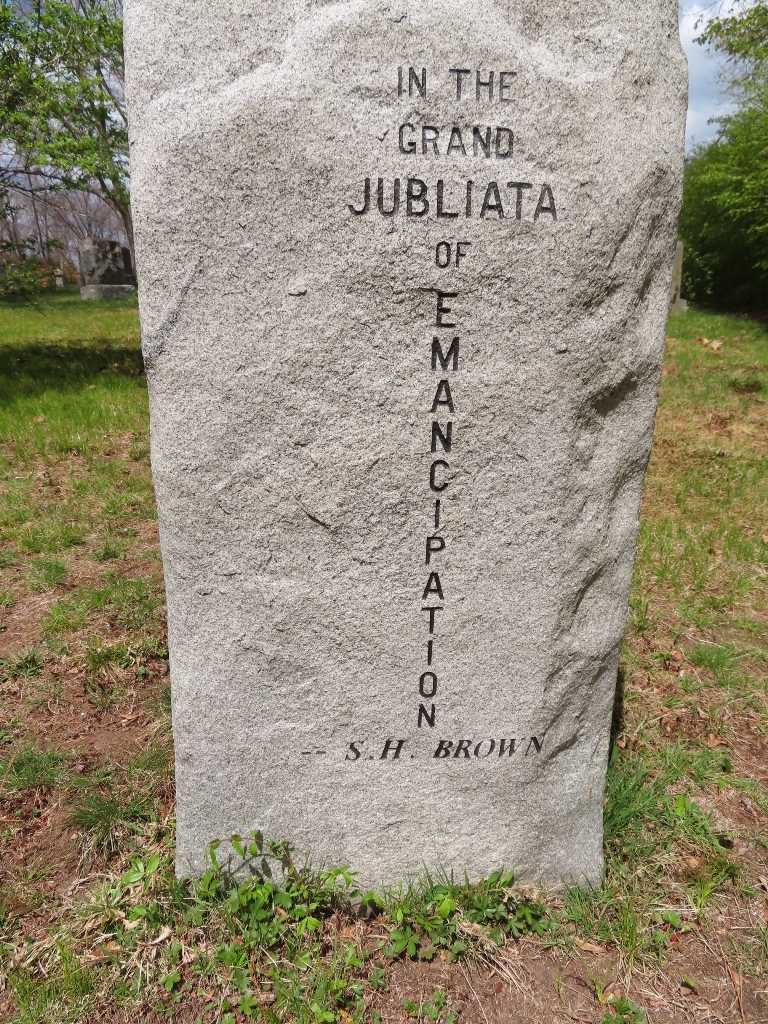 IN THE
GRAND
JUBLIATA
OF
EMANCIPATION
-- S.H. BROWN